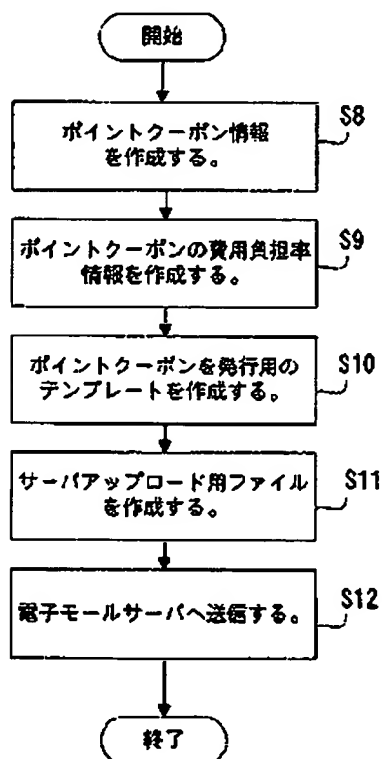 開始
S8
ポイントクーポン情報
を作成する。
S9
ポイントクーポンの費用負担率
情報を作成する。
S10
ポイントクーポンを発行用の
テンプレートを作成する。
S11
サーバアップロード用ファイル
を作成する。
S12
電子モールサーバへ送信する。
終了